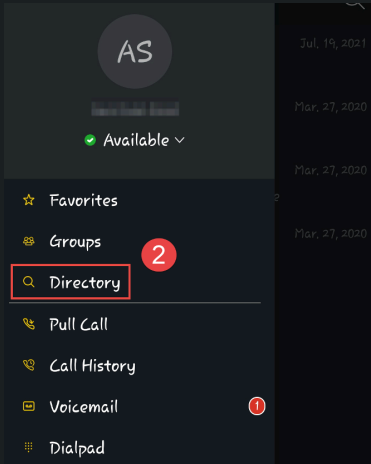 AS
Jul. 19, 2021
Mar. 27, 2020
Available
Mar. 27, 2020
Favorites
Groups
Mar. 27, 2020
2
Directory
Pull Call
Call History
Voicemail
1
Dialpad